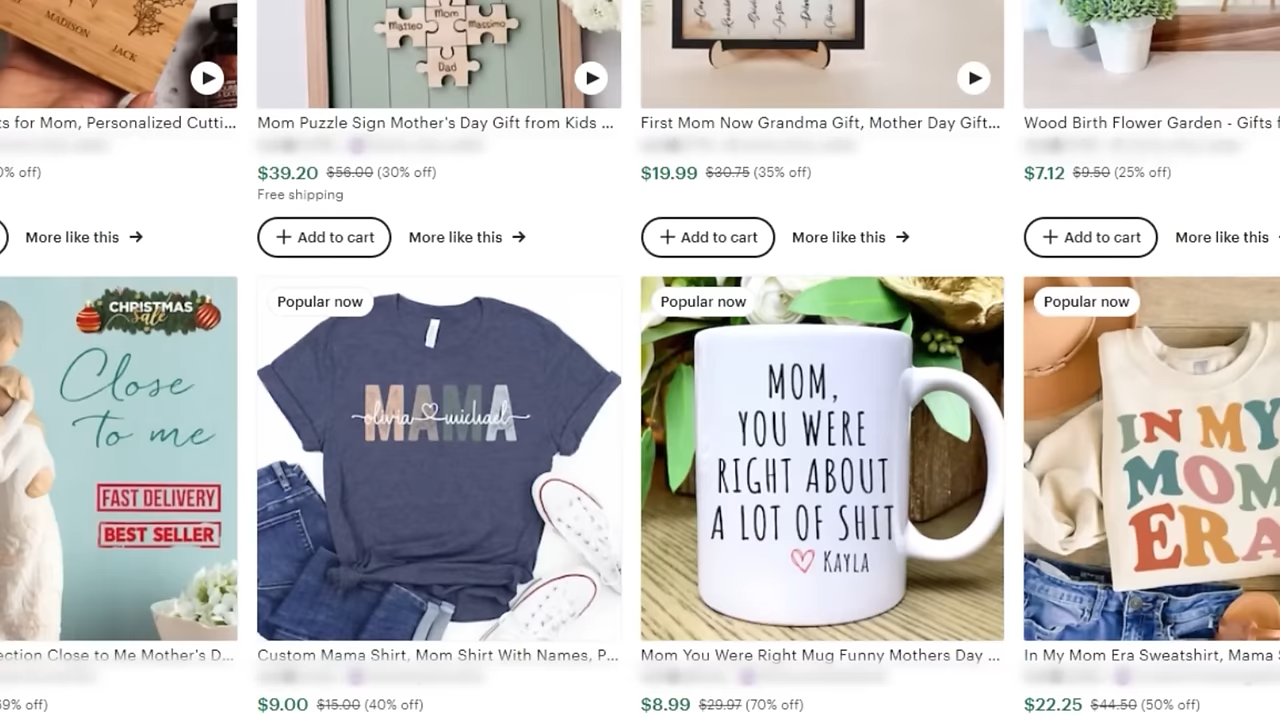 MADISON
JACK
Matteo
Mom
Massimo
Dad
ts for Mom, Personalized Cutti...
Mom Puzzle Sign Mother's Day Gift from Kids ...
First Mom Now Grandma Gift, Mother Day Gift...
Wood Birth Flower Garden - Gifts f
0% off)
$39.20 $56.00 (30% off)
$19.99 $30.75 (35% off)
$7.12 $9.50 (25% off)
Free shipping
More like this →
+ Add to cart
More like this →
+ Add to cart
More like this →
+ Add to cart
More like this
CHRISTMAS
Sale
Close
To me
FAST DELIVERY
BEST SELLER
Popular now
MAMA
olivia michael
Popular now
MOM,
YOU WERE
RIGHT ABOUT
A LOT OF SHIT
KAYLA
Popular now
IN MY
MOM
ERA
ection Close to Me Mother's D...
Custom Mama Shirt, Mom Shirt With Names, P...
Mom You Were Right Mug Funny Mothers Day ...
In My Mom Era Sweatshirt, Mama S
69% off)
$9.00 $15.00 (40% off)
$8.99 $29.97 (70% off)
$22.25 $44.50 (50% off)